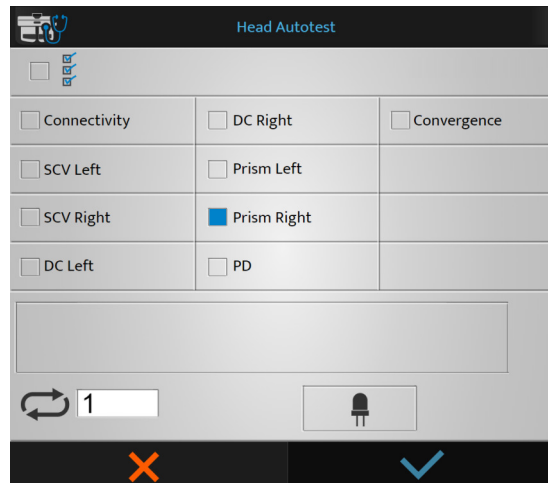 Head Autotest
Connectivity
DC Right
Convergence
SCV Left
Prism Left
SCV Right
Prism Right
DC Left
PD
1